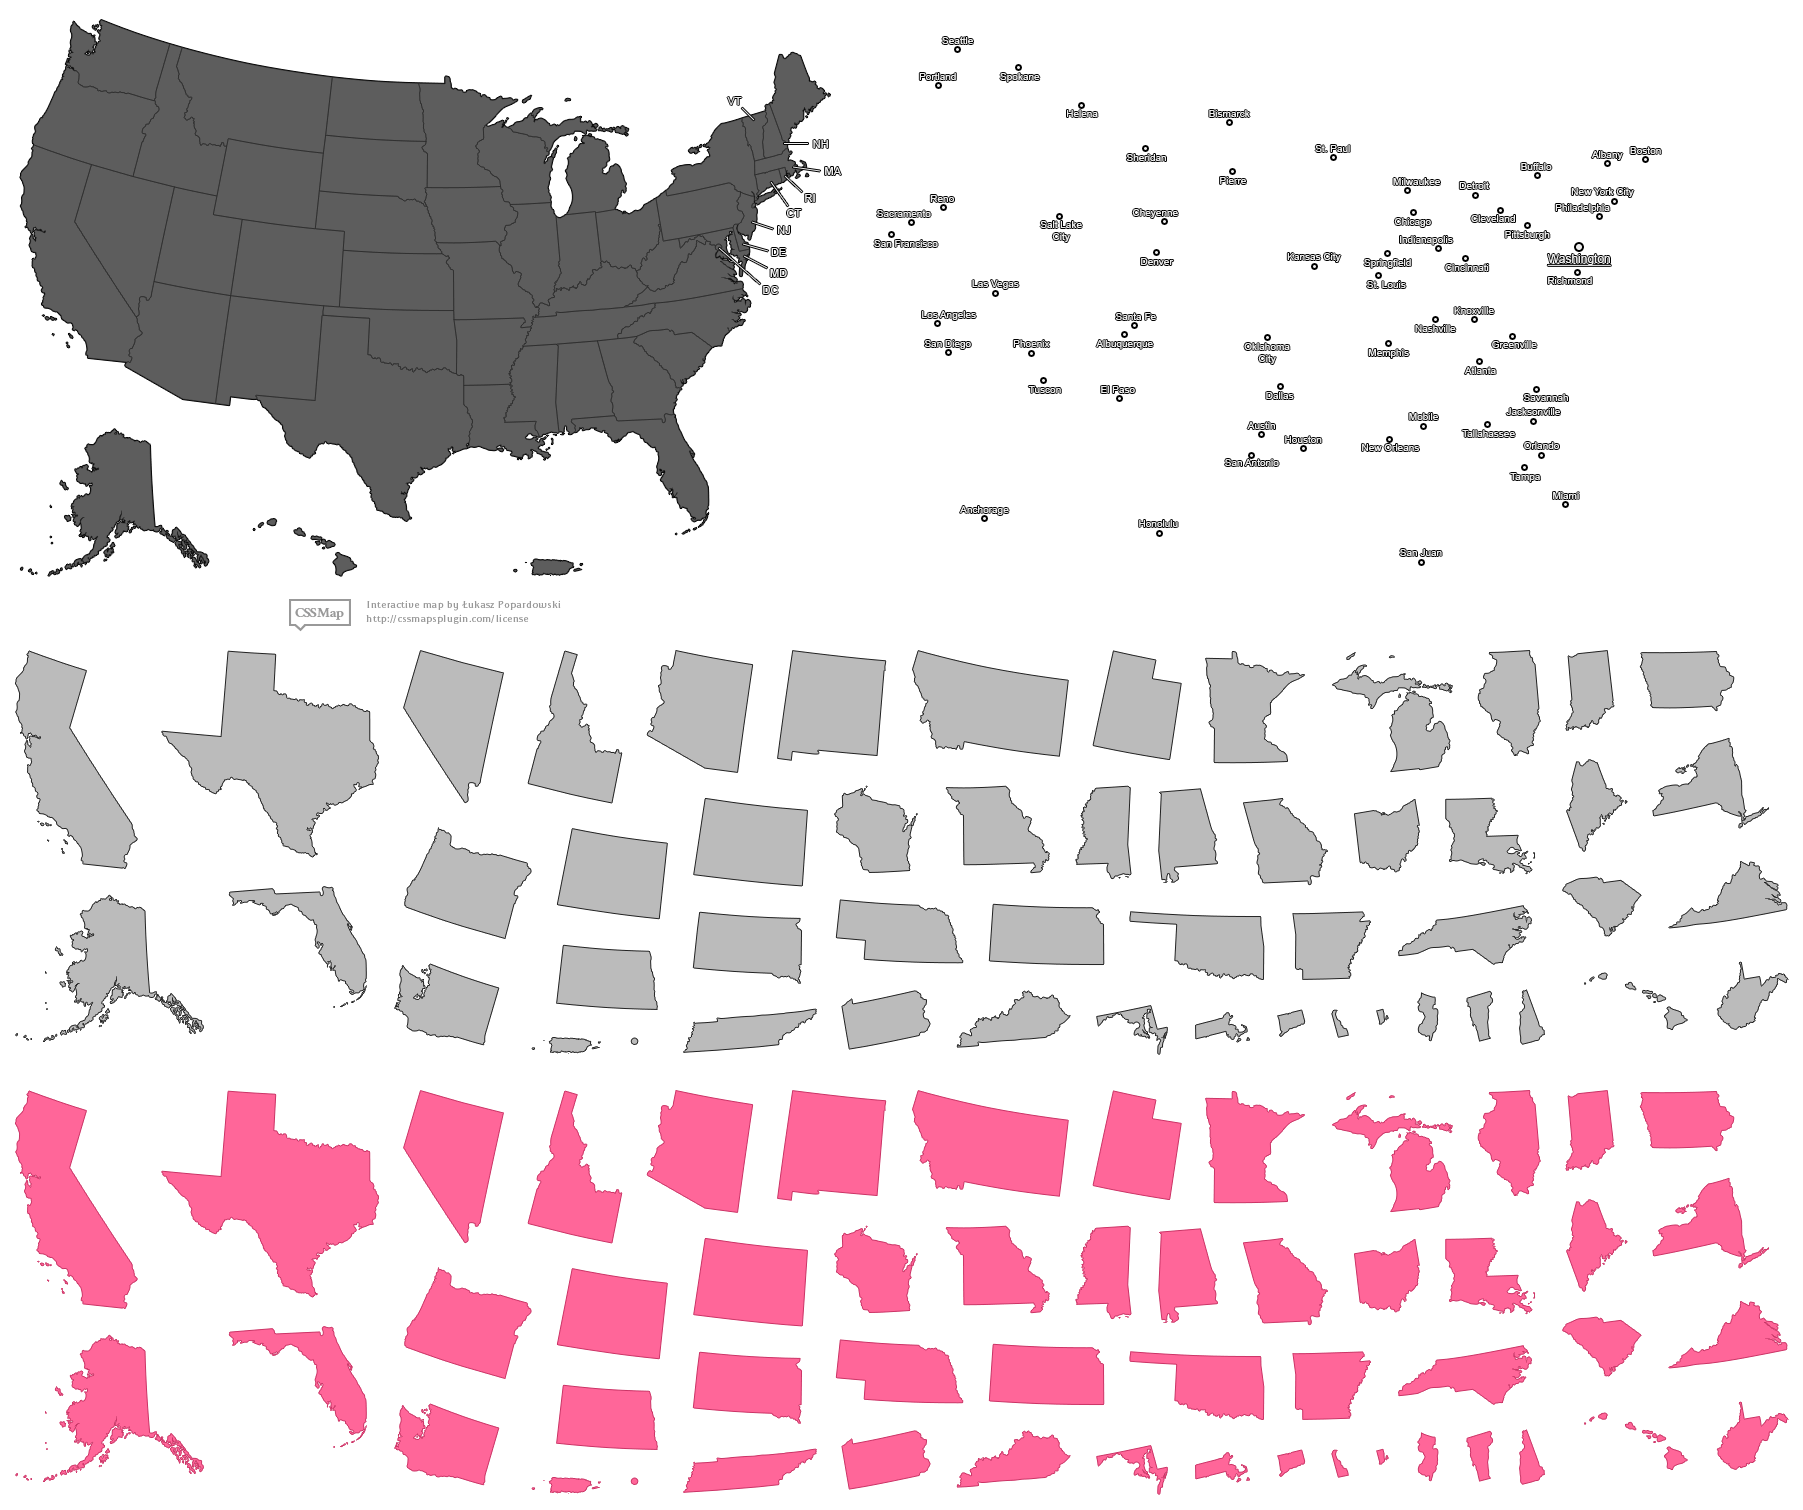 VT
NH
MA
RI
CT
NJ
DE
MD
DC
Seattle
Portland
Spokane
Helena
Bismarck
Sheridan
St. Paul
Pierre
Buffalo
Albany
Boston
Milwaukee
Detroit
New York City
Philadelphia
Reno
Sacramento
San Francisco
Salt Lake
City
Cheyenne
Denver
Chicago
Cleveland
Pittsburgh
Indianapolis
Kansas City
Springfield
Cincinnati
Washington
Richmond
St. Louis
Las Vegas
Los Angeles
San Diego
Phoenix
Tuscon
Santa Fe
Albuquerque
El Paso
Oklahoma
City
Dallas
Knoxville
Nashville
Memphis
Greenville
Atlanta
Savannah
Jacksonville
Mobile
Tallahassee
Austin
Houston
San Antonio
New Orleans
Orlando
Tampa
Miami
Anchorage
Honolulu
San Juan
CSSMap
Interactive map by Łukasz Popardowski
http://cssmapsplugin.com/license